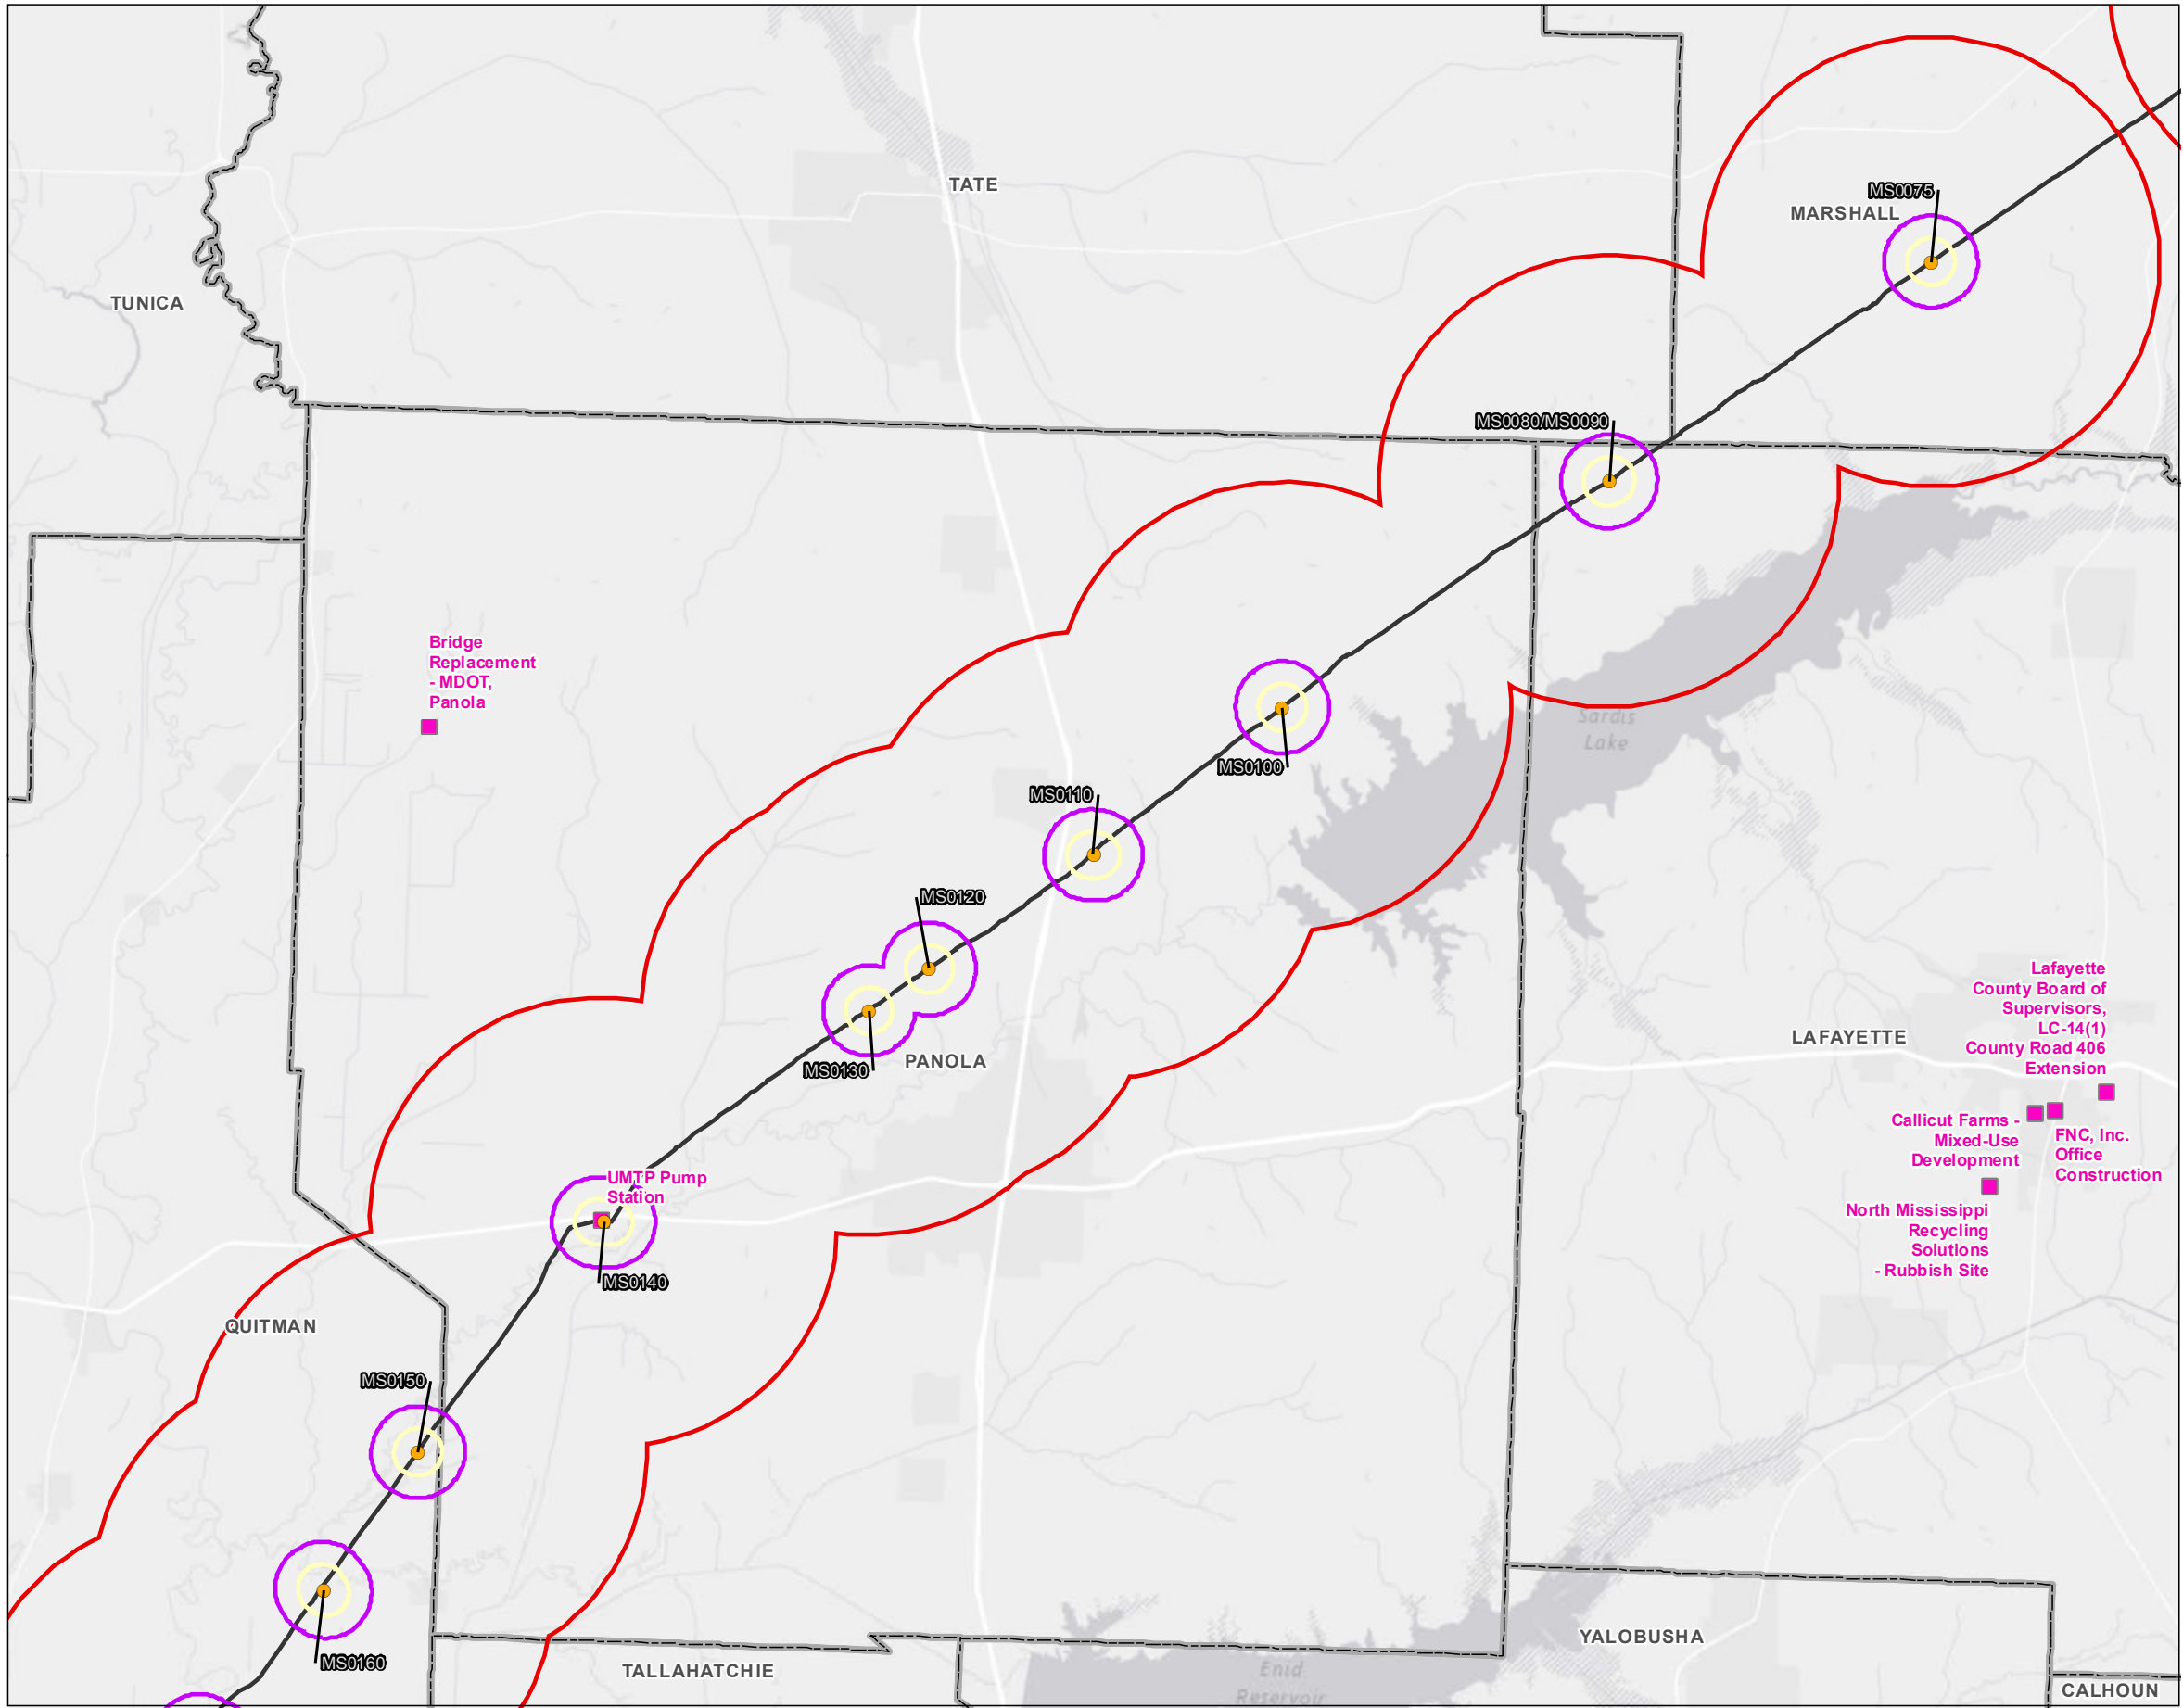 TATE
MS0075
MARSHALL
TUNICA
MS0080/MS0090
Bridge
Replacement
- MDOT,
Panola
Sardis
Lake
MS0100
MS0110
MS0120
MS0130
PANOLA
Lafayette
County Board of
Supervisors,
LC-14(1)
County Road 406
Extension
LAFAYETTE
Callicut Farms -
Mixed-Use
Development
FNC, Inc.
Office
Construction
UMTP Pump
Station
North Mississippi
Recycling
Solutions
- Rubbish Site
MS0140
QUITMAN
MS0150
MS0160
TALLAHATCHIE
YALOBUSHA
Enid
Reservoir
CALHOUN